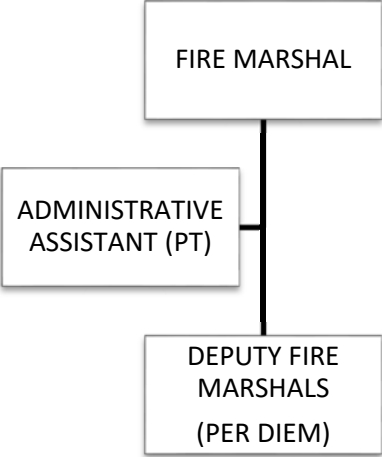 FIRE MARSHAL
ADMINISTRATIVE
ASSISTANT (PT)
DEPUTY FIRE
MARSHALS
(PER DIEM)